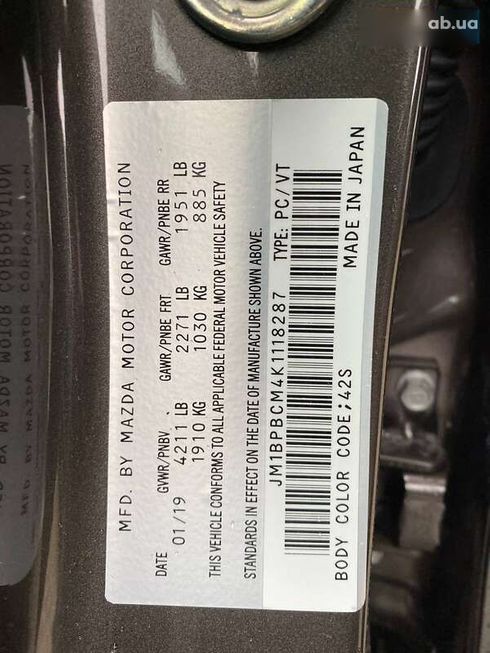 ab.ua
MFD. BY MAZDA MOTOR CORPORATION
DATE GVWR/PNBV GAWR/PNBE FRT GAWR/PNBE RR
01/19 4211 LB 2271 LB 1951 LB
1910 KG 1030 KG 885 KG
THIS VEHICLE CONFORMS TO ALL APPLICABLE FEDERAL MOTOR VEHICLE SAFETY
STANDARDS IN EFFECT ON THE DATE OF MANUFACTURE SHOWN ABOVE.
JM1BPBCM4K1118287 TYPE: PC/VT
BODY COLOR CODE;42S MADE IN JAPAN